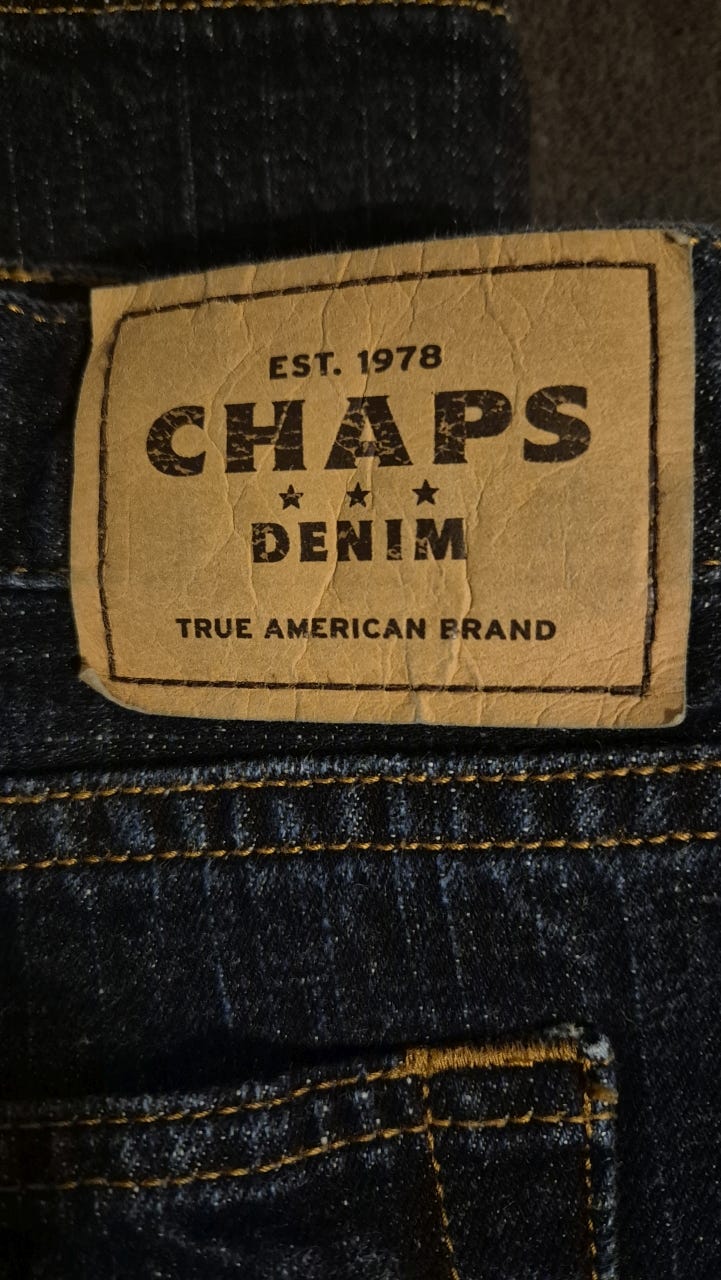 EST. 1978
CHAPS
DENIM
TRUE AMERICAN BRAND